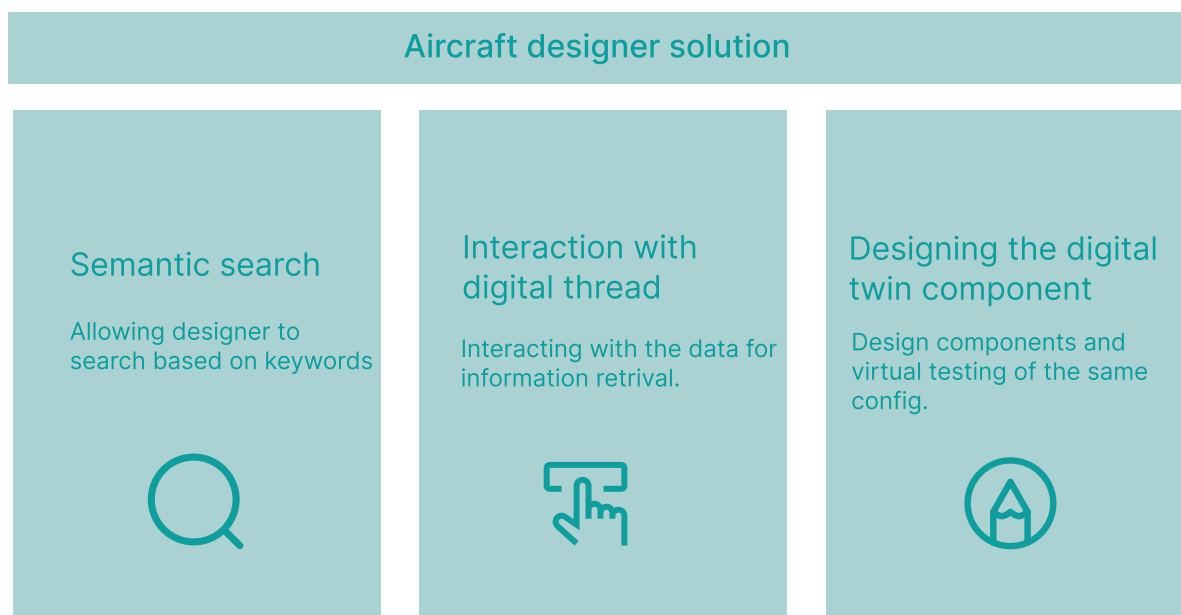 Aircraft designer solution
Semantic search
Allowing designer to
search based on keywords
Interaction with
digital thread
Interacting with the data for
information retrival.
Designing the digital
twin component
Design components and
virtual testing of the same
config.